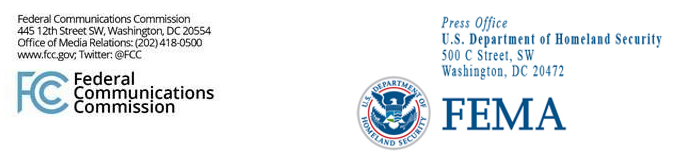 Federal Communications Commission
445 12th Street SW, Washington, DC 20554
Office of Media Relations: (202) 418-0500
www.fcc.gov; Twitter: @FCC
FCC Federal
Communications
Commission
Press Office
U.S. Department of Homeland Security
500 C Street, SW
Washington, DC 20472
U.S. DEPARTMENT OF HOMELAND SECURITY
FEMA